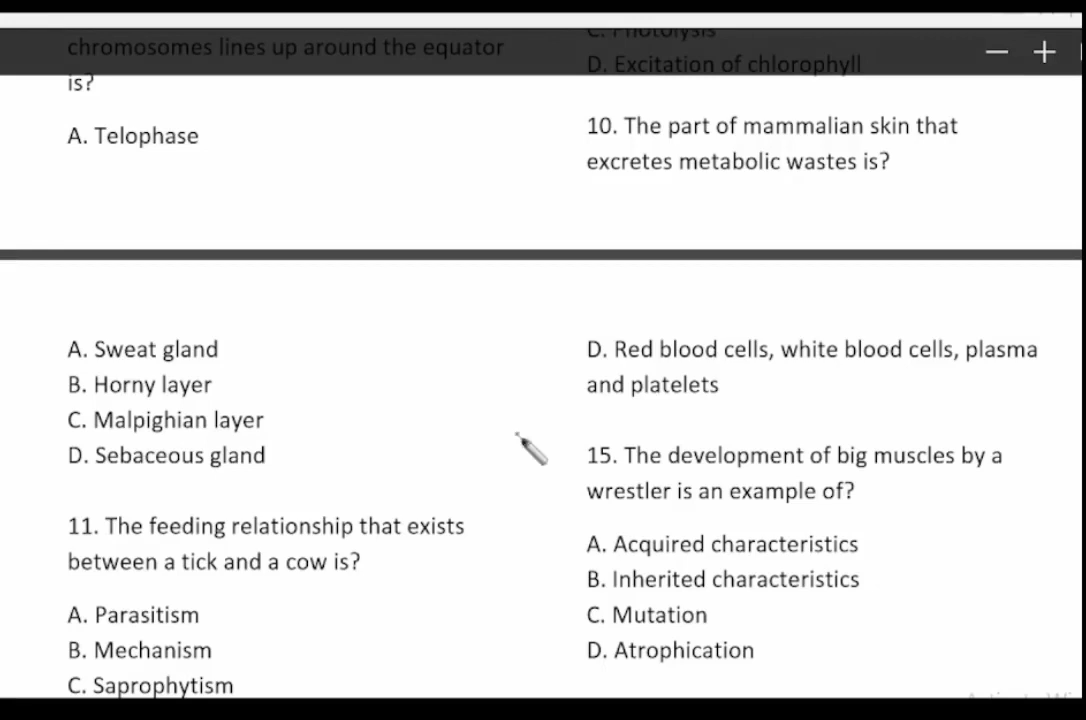 chromosomes lines up around the equator
is?
A. Telophase
C. Photolysis
D. Excitation of chlorophyll
10. The part of mammalian skin that
excretes metabolic wastes is?
A. Sweat gland
B. Horny layer
C. Malpighian layer
D. Sebaceous gland
11. The feeding relationship that exists
between a tick and a cow is?
A. Parasitism
B. Mechanism
C. Saprophytism
D. Red blood cells, white blood cells, plasma
and platelets
15. The development of big muscles by a
wrestler is an example of?
A. Acquired characteristics
B. Inherited characteristics
C. Mutation
D. Atrophication